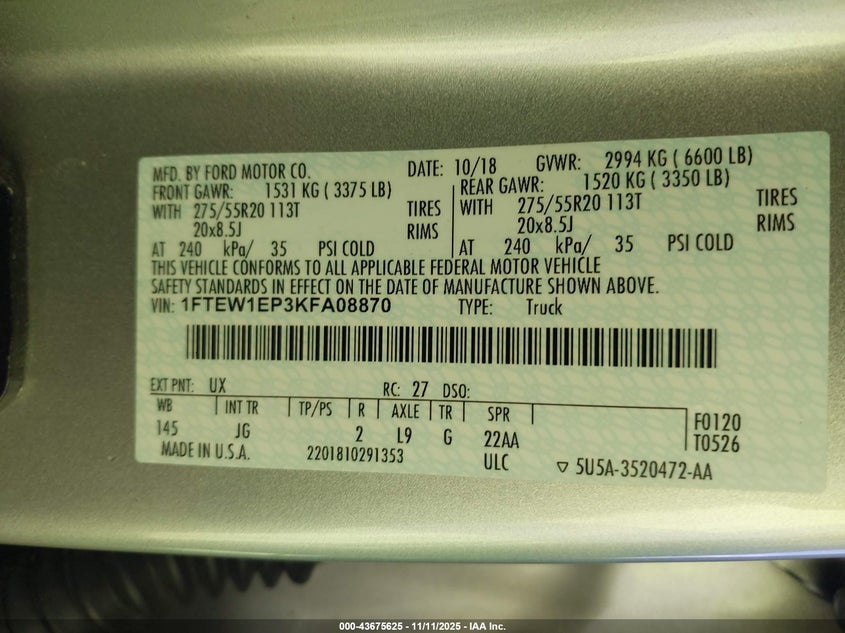 MFD. BY FORD MOTOR CO. DATE: 10/18 GVWR: 2994 KG ( 6600 LB)
FRONT GAWR: 1531 KG ( 3375 LB) REAR GAWR: 1520 KG ( 3350 LB)
WITH 275/55R20 113T TIRES WITH 275/55R20 113T TIRES
20x8.5J RIMS 20x8.5J RIMS
AT 240 kPa/ 35 PSI COLD AT 240 kPa/ 35 PSI COLD
THIS VEHICLE CONFORMS TO ALL APPLICABLE FEDERAL MOTOR VEHICLE
SAFETY STANDARDS IN EFFECT ON THE DATE OF MANUFACTURE SHOWN ABOVE.
VIN: 1FTEW1EP3KFA08870 TYPE: Truck
EXT PNT: UX RC: 27 DSO:
WB INT TR TP/PS R AXLE TR SPR
145 JG 2 L9 G 22AA F0120
T0526
MADE IN U.S.A. 2201810291353 ULC ▽ 5U5A-3520472-AA
000-43675625 - 11/11/2025 - IAA Inc.